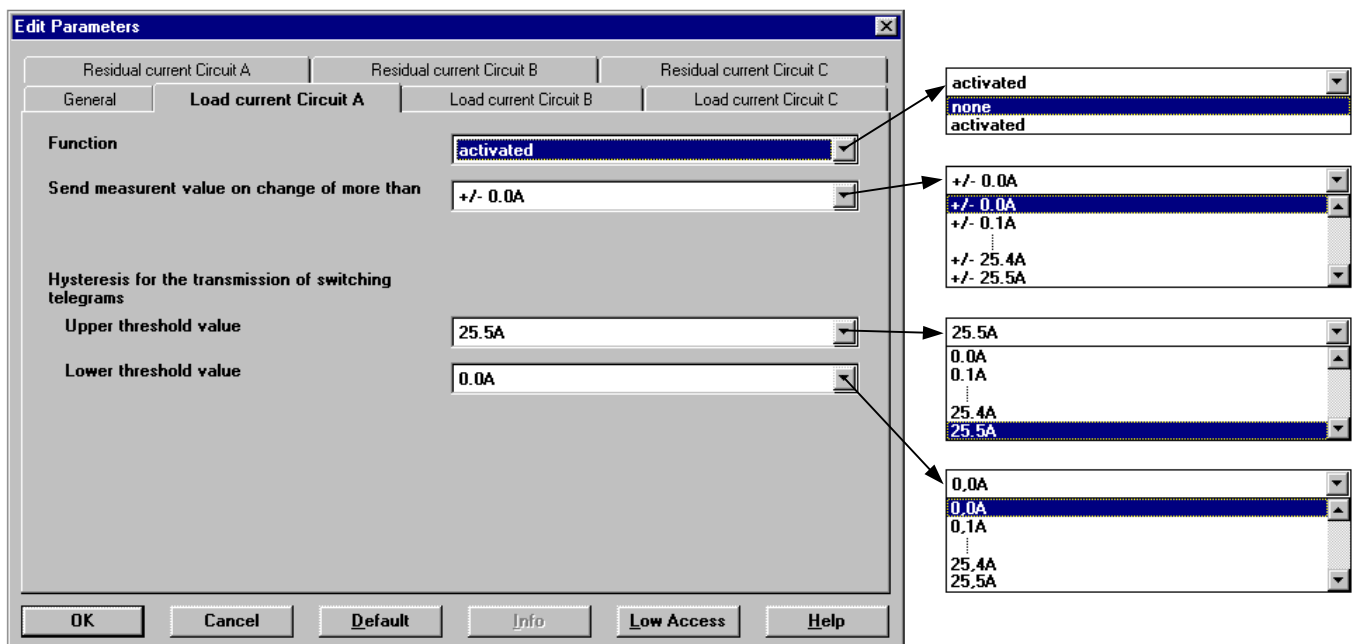 Edit Parameters
Residual current Circuit A
Residual current Circuit B
Residual current Circuit C
General
Load current Circuit A
Load current Circuit B
Load current Circuit C
Function
activated
Send measurent value on change of more than
+/- 0.0A
Hysteresis for the transmission of switching
telegrams
Upper threshold value
25.5A
Lower threshold value
0.0A
OK
Cancel
Default
Info
Low Access
Help
activated
none
activated
+/- 0.0A
+/- 0.0A
+/- 0.1A
+/- 25.4A
+/- 25.5A
25.5A
0.0A
0.1A
25.4A
25.5A
0,0A
0,0A
0,1A
25,4A
25,5A